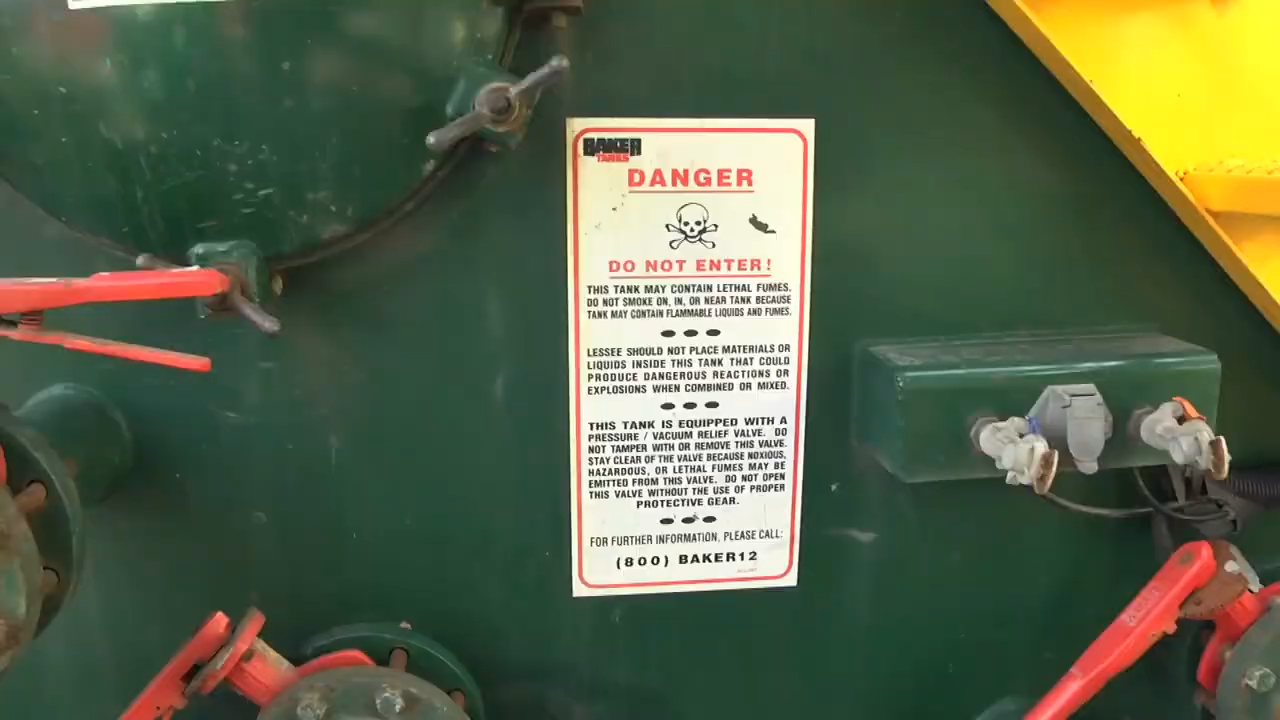 BAKER
TANKS
DANGER
DO NOT ENTER!
THIS TANK MAY CONTAIN LETHAL FUMES.
DO NOT SMOKE ON, IN, OR NEAR TANK BECAUSE
TANK MAY CONTAIN FLAMMABLE LIQUIDS AND FUMES.
LESSEE SHOULD NOT PLACE MATERIALS OR
LIQUIDS INSIDE THIS TANK THAT COULD
PRODUCE DANGEROUS REACTIONS OR
EXPLOSIONS WHEN COMBINED OR MIXED.
THIS TANK IS EQUIPPED WITH A
PRESSURE / VACUUM RELIEF VALVE. DO
NOT TAMPER WITH OR REMOVE THIS VALVE.
STAY CLEAR OF THE VALVE BECAUSE NOXIOUS,
HAZARDOUS, OR LETHAL FUMES MAY BE
EMITTED FROM THIS VALVE. DO NOT OPEN
THIS VALVE WITHOUT THE USE OF PROPER
PROTECTIVE GEAR.
FOR FURTHER INFORMATION, PLEASE CALL:
(800) BAKER12